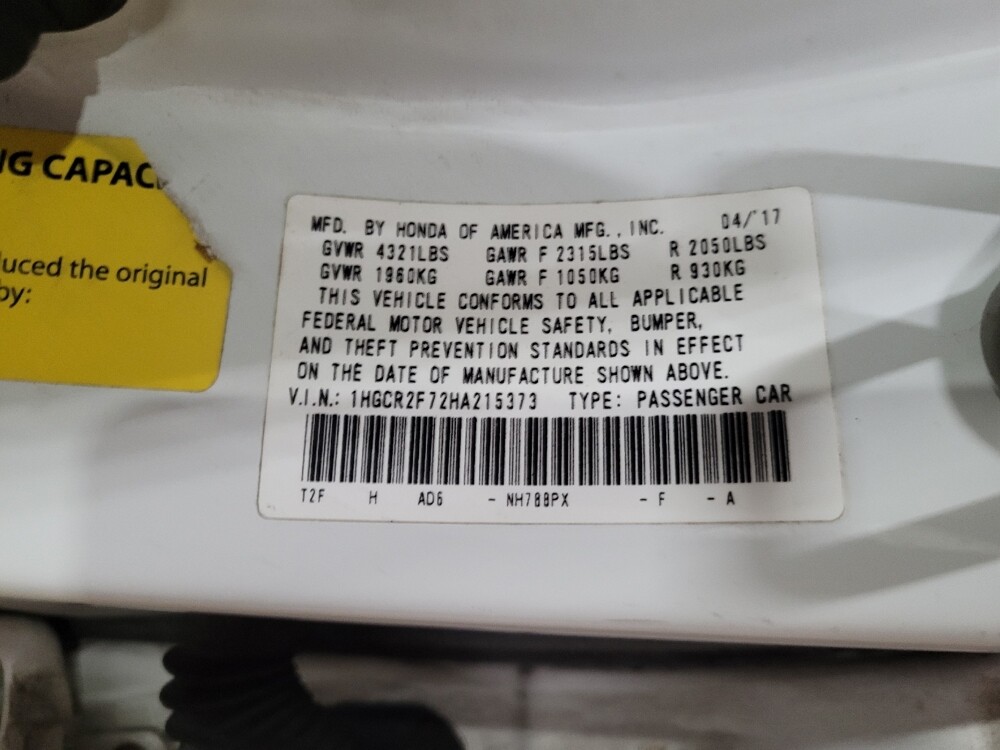 NG CAPAC
uced the original
by:
MFD. BY HONDA OF AMERICA MFG., INC. 04/'17
GVWR 4321LBS GAWR F 2315LBS R 2050LBS
GVWR 1960KG GAWR F 1050KG R 930KG
THIS VEHICLE CONFORMS TO ALL APPLICABLE
FEDERAL MOTOR VEHICLE SAFETY, BUMPER,
AND THEFT PREVENTION STANDARDS IN EFFECT
ON THE DATE OF MANUFACTURE SHOWN ABOVE.
V.I.N.: 1HGCR2F72HA215373 TYPE: PASSENGER CAR
T2F H AD6 - NH788PX - F - A